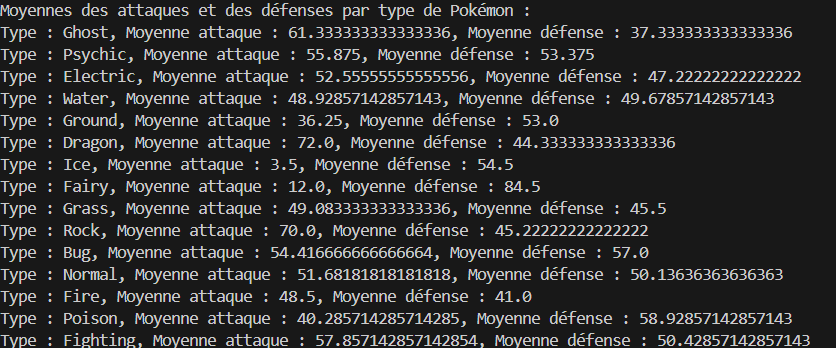 Moyennes des attaques et des défenses par type de Pokémon :
Type : Ghost, Moyenne attaque : 61.333333333333336, Moyenne défense : 37.333333333333336
Type : Psychic, Moyenne attaque : 55.875, Moyenne défense : 53.375
Type : Electric, Moyenne attaque : 52.55555555555556, Moyenne défense : 47.22222222222222
Type : Water, Moyenne attaque : 48.92857142857143, Moyenne défense : 49.67857142857143
Type : Ground, Moyenne attaque : 36.25, Moyenne défense : 53.0
Type : Dragon, Moyenne attaque : 72.0, Moyenne défense : 44.333333333333336
Type : Ice, Moyenne attaque : 3.5, Moyenne défense : 54.5
Type : Fairy, Moyenne attaque : 12.0, Moyenne défense : 84.5
Type : Grass, Moyenne attaque : 49.083333333333336, Moyenne défense : 45.5
Type : Rock, Moyenne attaque : 70.0, Moyenne défense : 45.22222222222222
Type : Bug, Moyenne attaque : 54.416666666666664, Moyenne défense : 57.0
Type : Normal, Moyenne attaque : 51.68181818181818, Moyenne défense : 50.13636363636363
Type : Fire, Moyenne attaque : 48.5, Moyenne défense : 41.0
Type : Poison, Moyenne attaque : 40.285714285714285, Moyenne défense : 58.92857142857143
Type : Fighting, Moyenne attaque : 57.857142857142854, Moyenne défense : 50.42857142857143